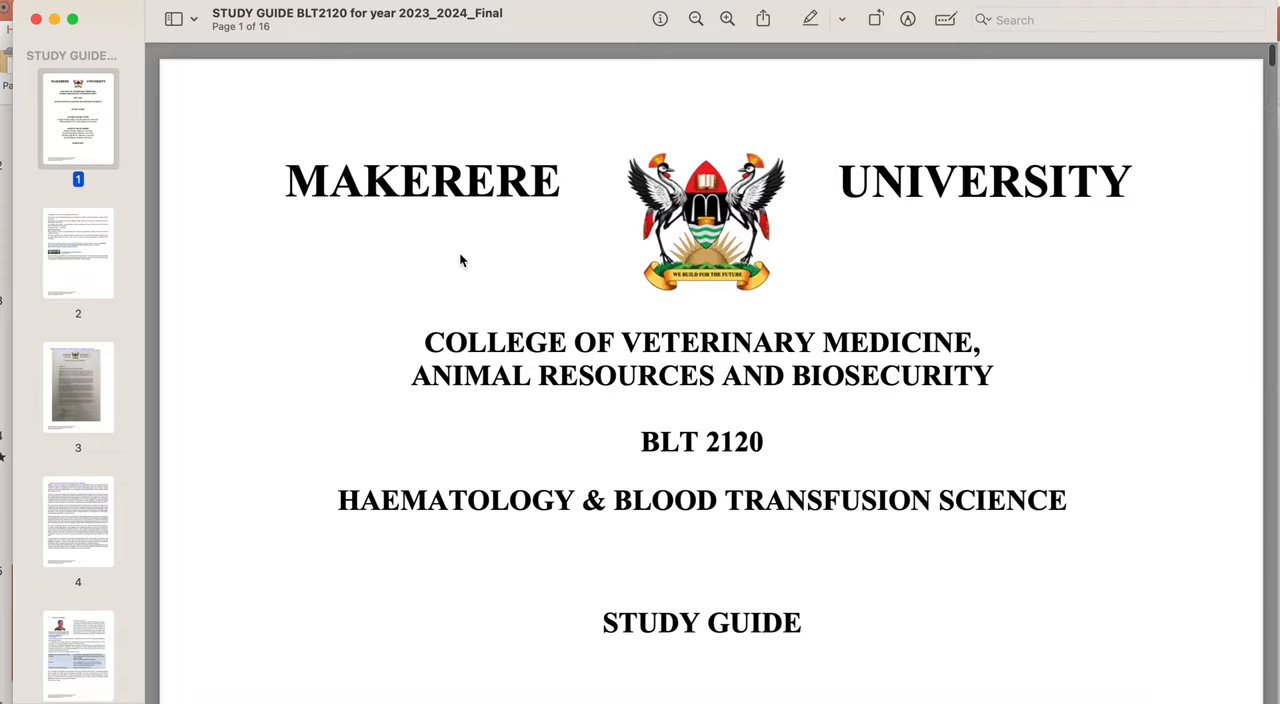 STUDY GUIDE BLT2120 for year 2023_2024_Final
Page 1 of 16
Search
STUDY GUIDE...
1
2
3
4
MAKERERE UNIVERSITY
WE BUILD FOR THE FUTURE
COLLEGE OF VETERINARY MEDICINE,
ANIMAL RESOURCES AND BIOSECURITY
BLT 2120
HAEMATOLOGY & BLOOD TRANSFUSION SCIENCE
STUDY GUIDE